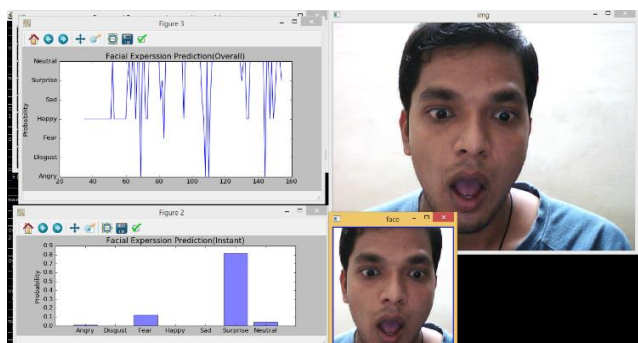 Figure 3
Facial Experssion Prediction(Overall)
Neutral
Surprise
Sad
Happy
Fear
Disgust
Angry
Probability
20 40 60 80 100 120 140 160
Figure 2
Facial Experssion Prediction(Instant)
0.9
0.8
0.7
0.6
0.5
0.4
0.3
0.2
0.1
0.0
Probability
Angry Disgust Fear Happy Sad Surprise Neutral
img
face